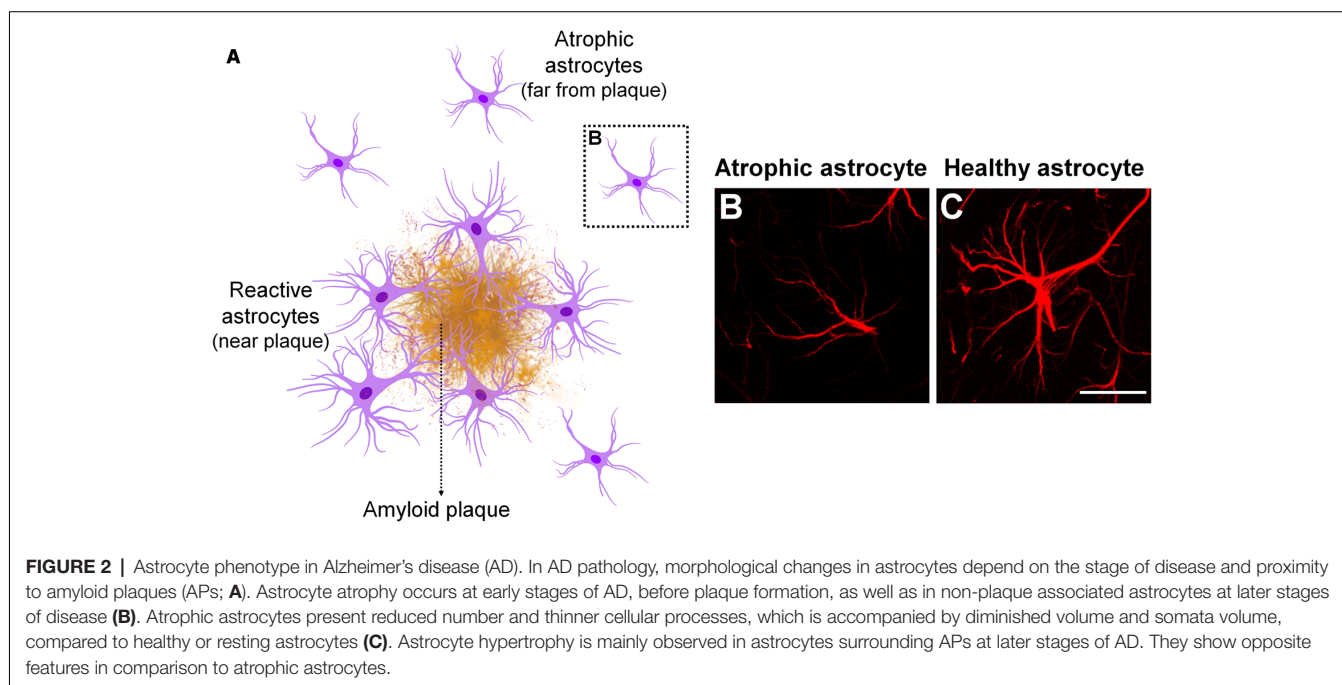 A
Atrophic
astrocytes
(far from plaque)
B
Reactive
astrocytes
(near plaque)
Amyloid plaque
Atrophic astrocyte
Healthy astrocyte
B
C
FIGURE 2 | Astrocyte phenotype in Alzheimer’s disease (AD). In AD pathology, morphological changes in astrocytes depend on the stage of disease and proximity
to amyloid plaques (APs; A). Astrocyte atrophy occurs at early stages of AD, before plaque formation, as well as in non-plaque associated astrocytes at later stages
of disease (B). Atrophic astrocytes present reduced number and thinner cellular processes, which is accompanied by diminished volume and somata volume,
compared to healthy or resting astrocytes (C). Astrocyte hypertrophy is mainly observed in astrocytes surrounding APs at later stages of AD. They show opposite
features in comparison to atrophic astrocytes.